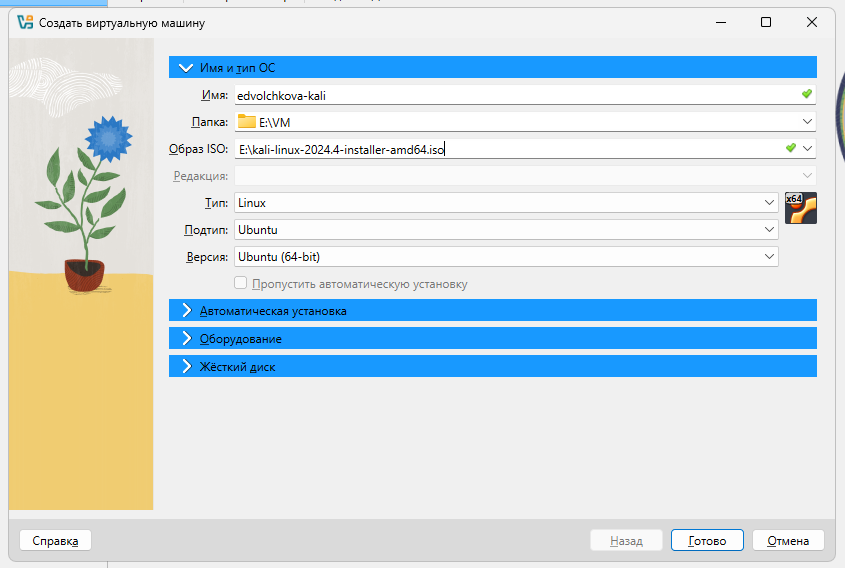 Создать виртуальную машину
Имя и тип ОС
Имя: edvolchkova-kali
Папка: E:\VM
Образ ISO: E:\kali-linux-2024.4-installer-amd64.iso
Редакция:
Тип: Linux
x64
Подтип: Ubuntu
Версия: Ubuntu (64-bit)
Пропустить автоматическую установку
Автоматическая установка
Оборудование
Жёсткий диск
Справка Назад Готово Отмена